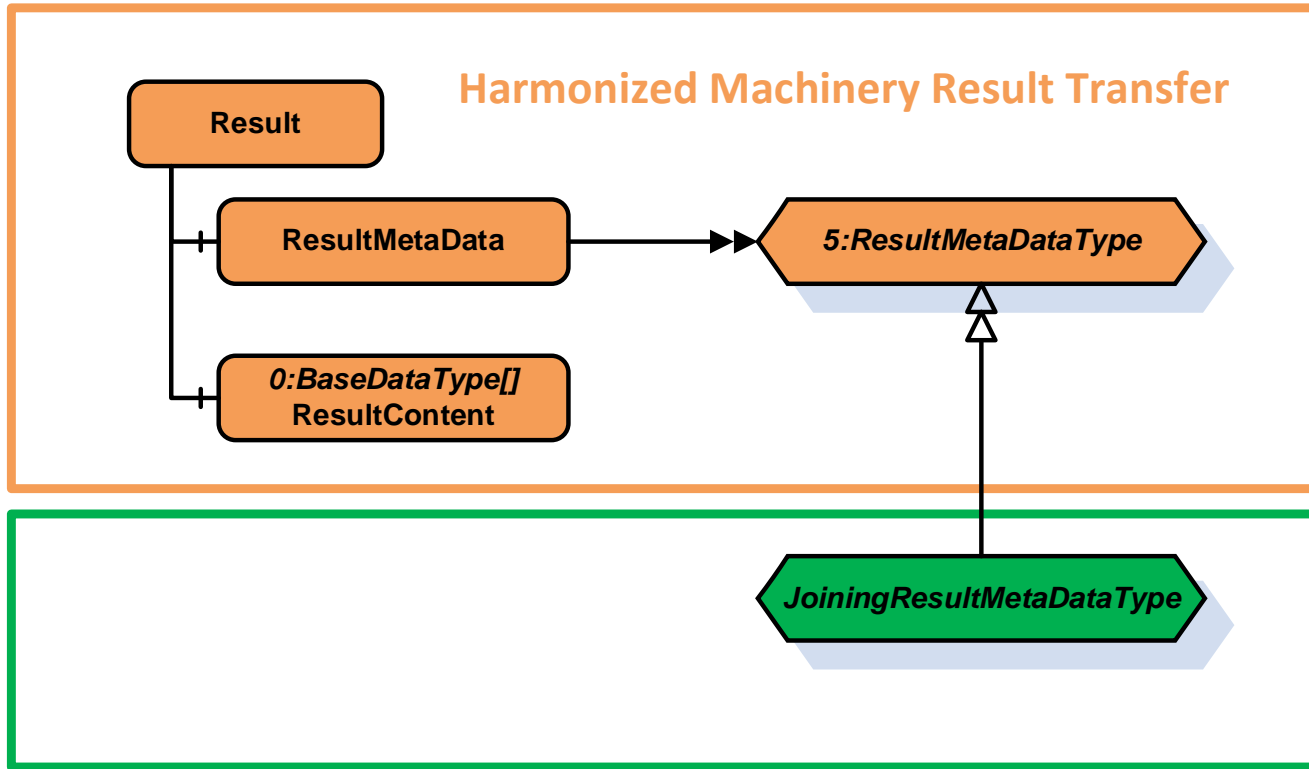 Harmonized Machinery Result Transfer
Result
ResultMetaData
5:ResultMetaDataType
0:BaseDataType[]
ResultContent
JoiningResultMetaDataType